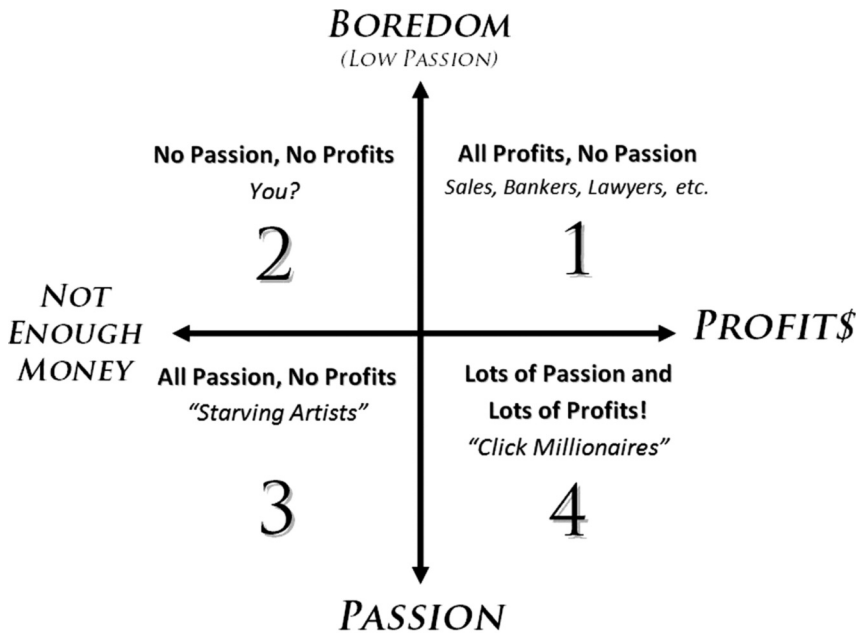 BOREDOM
(LOW PASSION)
No Passion, No Profits
You?
2
All Profits, No Passion
Sales, Bankers, Lawyers, etc.
1
NOT
ENOUGH
MONEY
PROFIT$
All Passion, No Profits
“Starving Artists”
3
Lots of Passion and
Lots of Profits!
“Click Millionaires”
4
PASSION